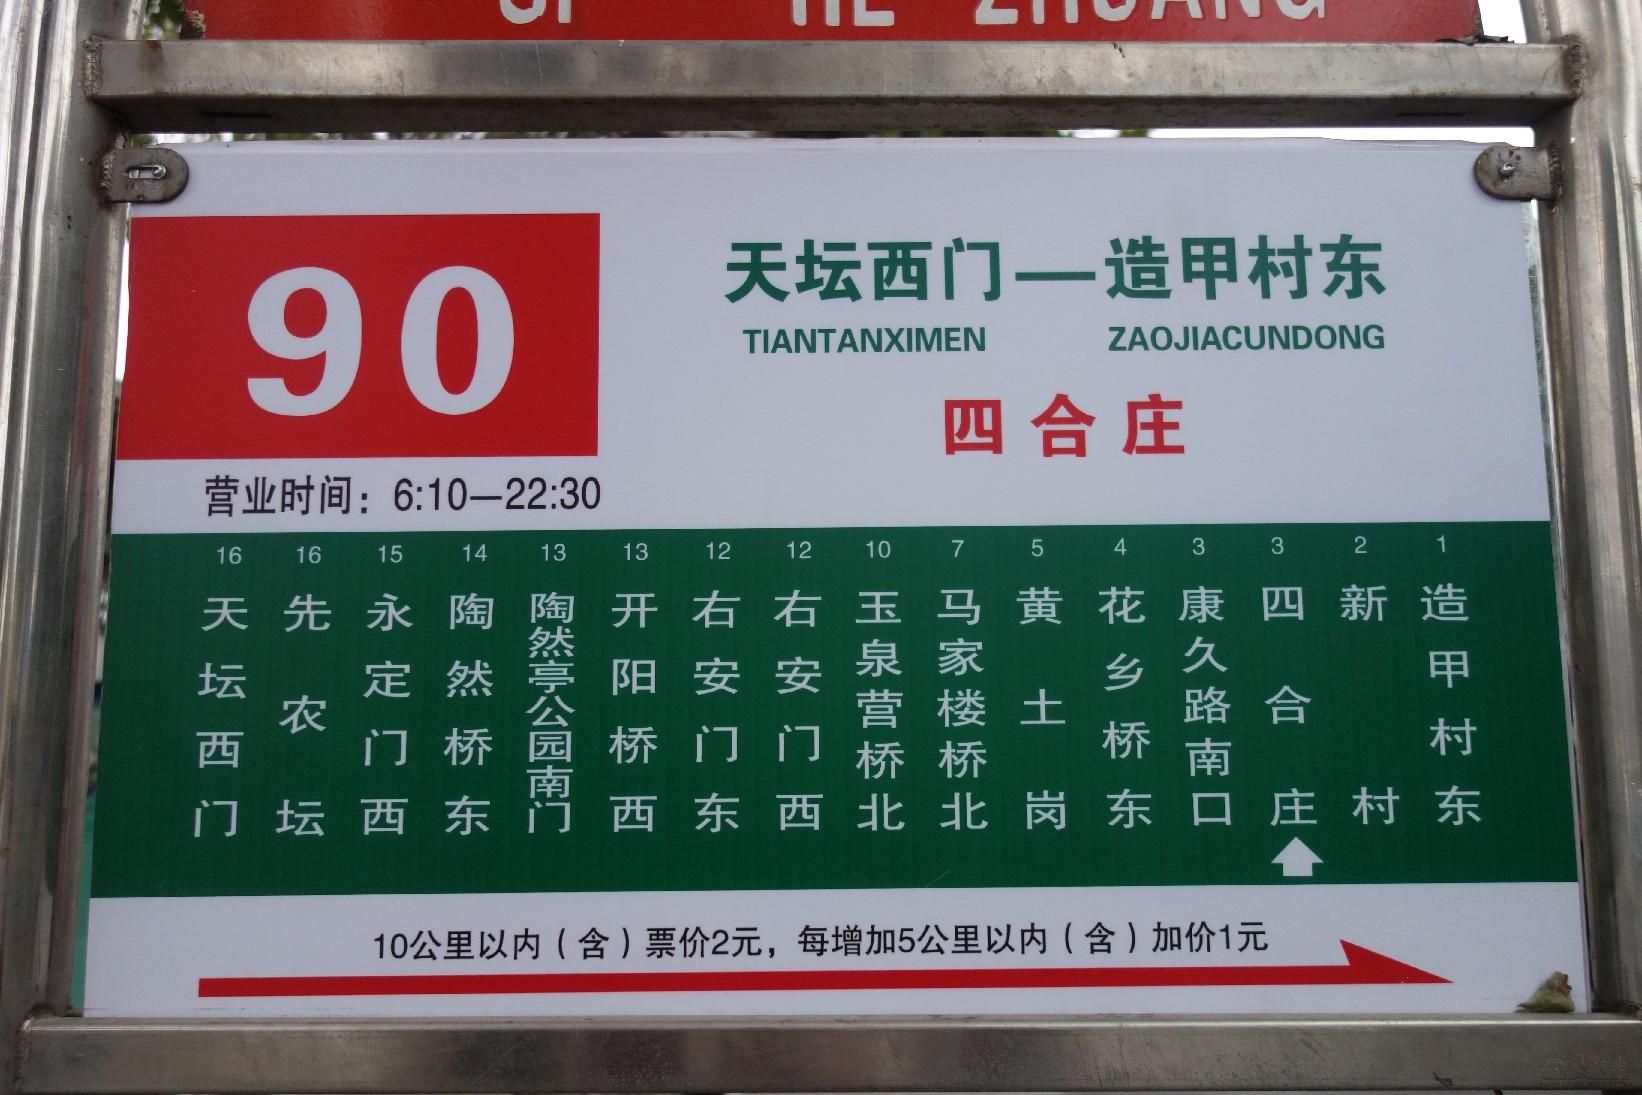 SI HE ZHUANG
90
天坛西门—造甲村东
TIANTANXIMEN ZAOJIACUNDONG
四合庄
营业时间：6:10—22:30
16 16 15 14 13 13 12 12 10 7 5 4 3 3 2 1
天坛西门
先农坛
永定门西
陶然桥东
陶然亭公园南门
开阳桥西
右安门东
右安门西
玉泉营桥北
马家楼桥北
黄土岗
花乡桥东
康久路南口
四合庄
新村
造甲村东
10公里以内（含）票价2元，每增加5公里以内（含）加价1元